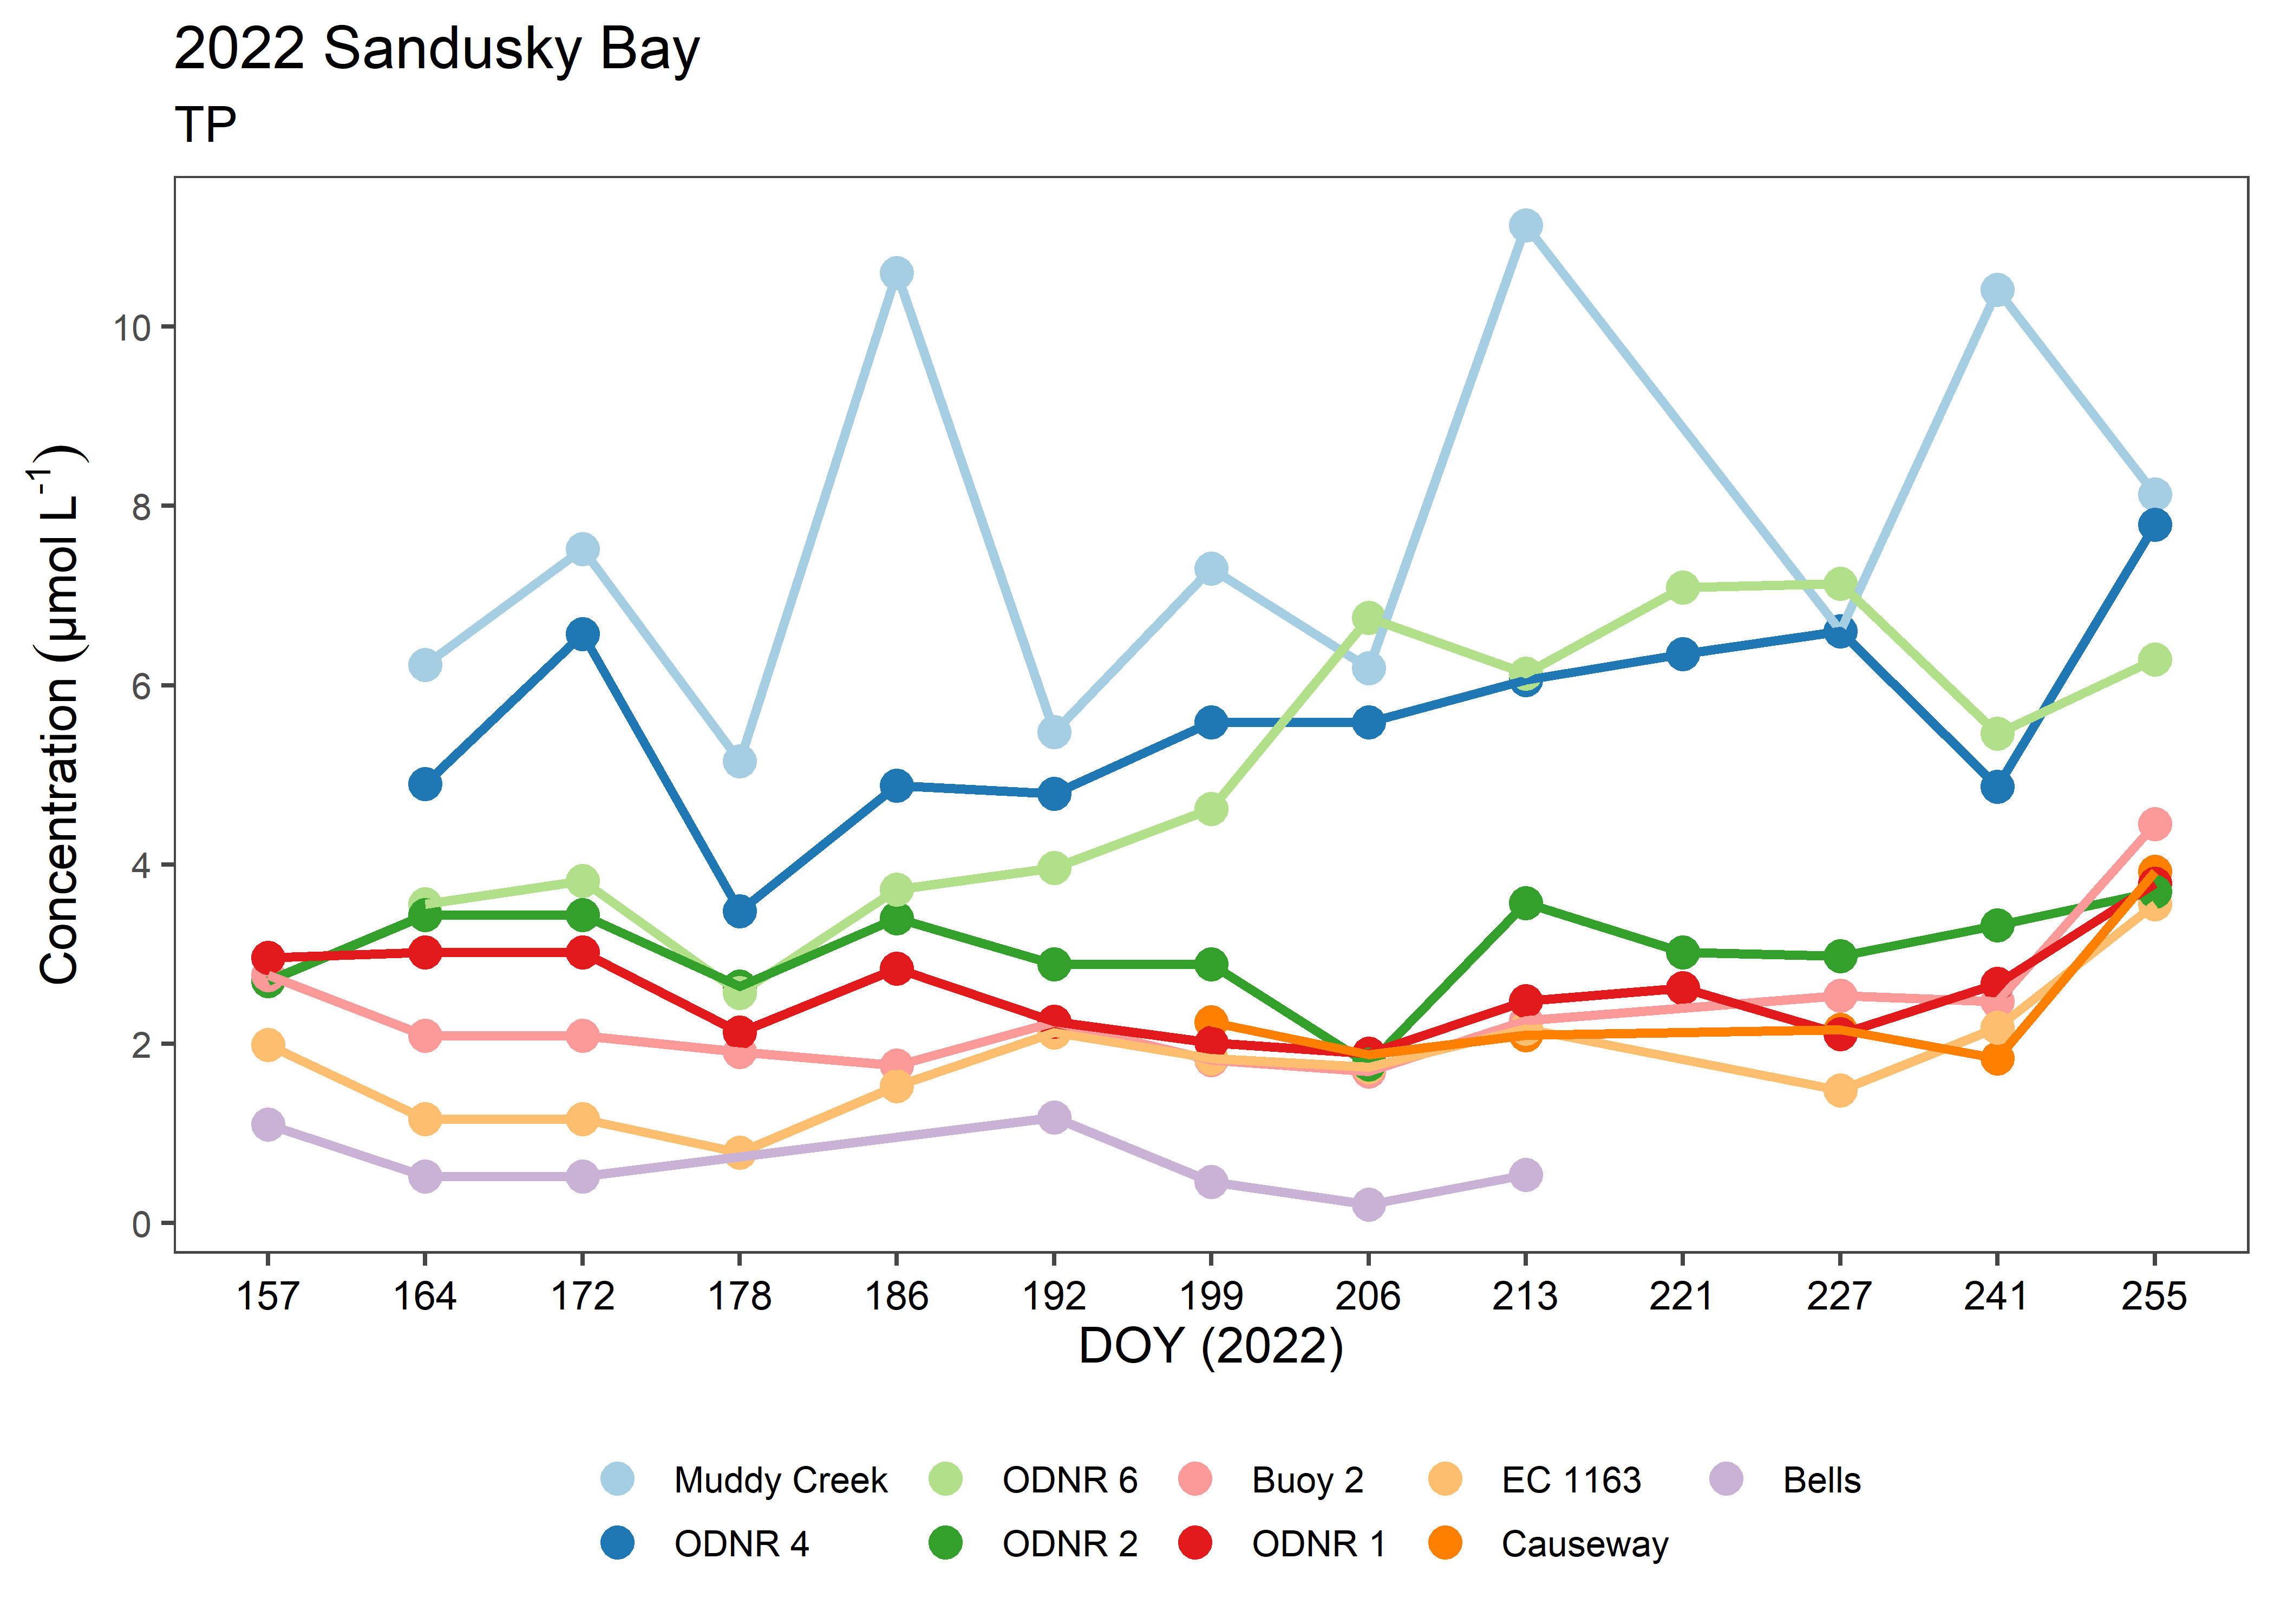 2022 Sandusky Bay
TP
Concentration (µmol L⁻¹)
10
8
6
4
2
0
157 164 172 178 186 192 199 206 213 221 227 241 255
DOY (2022)
Muddy Creek ODNR 6 Buoy 2 EC 1163 Bells
ODNR 4 ODNR 2 ODNR 1 Causeway